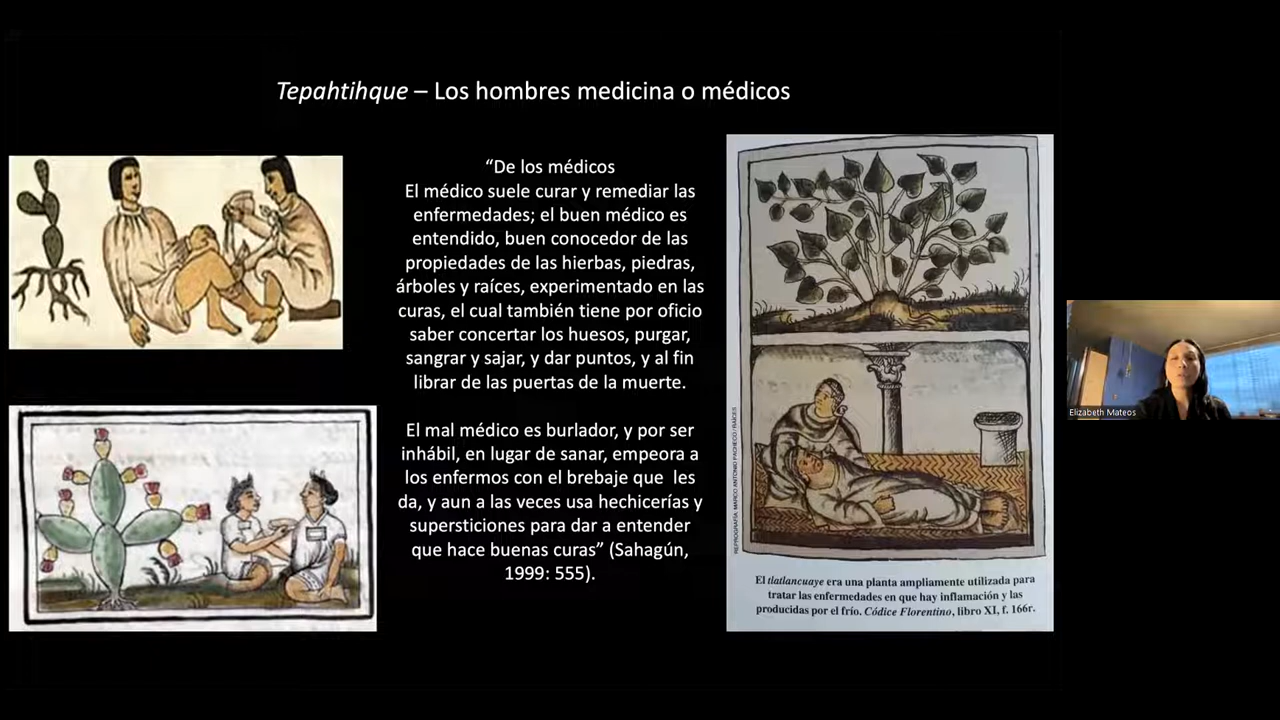 Tepahtihque – Los hombres medicina o médicos
“De los médicos
El médico suele curar y remediar las
enfermedades; el buen médico es
entendido, buen conocedor de las
propiedades de las hierbas, piedras,
árboles y raíces, experimentado en las
curas, el cual también tiene por oficio
saber concertar los huesos, purgar,
sangrar y sajar, y dar puntos, y al fin
librar de las puertas de la muerte.
El mal médico es burlador, y por ser
inhábil, en lugar de sanar, empeora a
los enfermos con el brebaje que les
da, y aun a las veces usa hechicerías y
supersticiones para dar a entender
que hace buenas curas” (Sahagún,
1999: 555).
REPROGRAFÍA: MARCO ANTONIO PACHECO / RAÍCES
El tlatlancuaye era una planta ampliamente utilizada para
tratar las enfermedades en que hay inflamación y las
producidas por el frío. Códice Florentino, libro XI, f. 166r.
Elizabeth Mateos